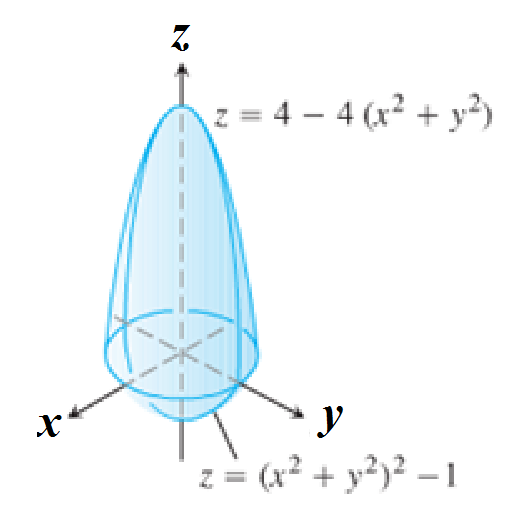 z
z = 4 − 4 (x² + y²)
x
y
z = (x² + y²)² − 1